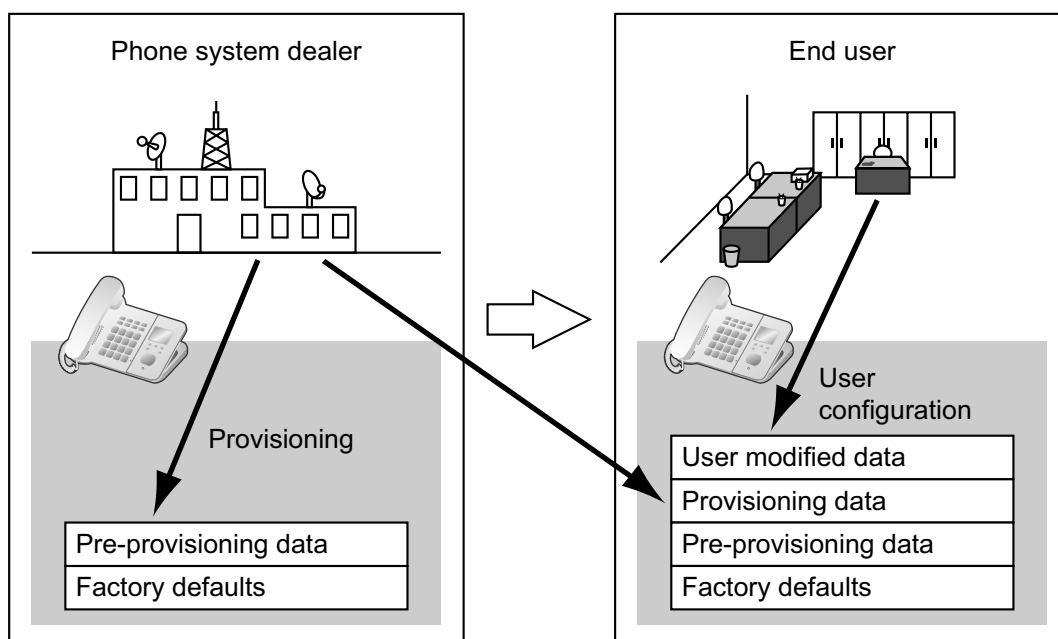 Phone system dealer
Provisioning
Pre-provisioning data
Factory defaults
End user
User
configuration
User modified data
Provisioning data
Pre-provisioning data
Factory defaults